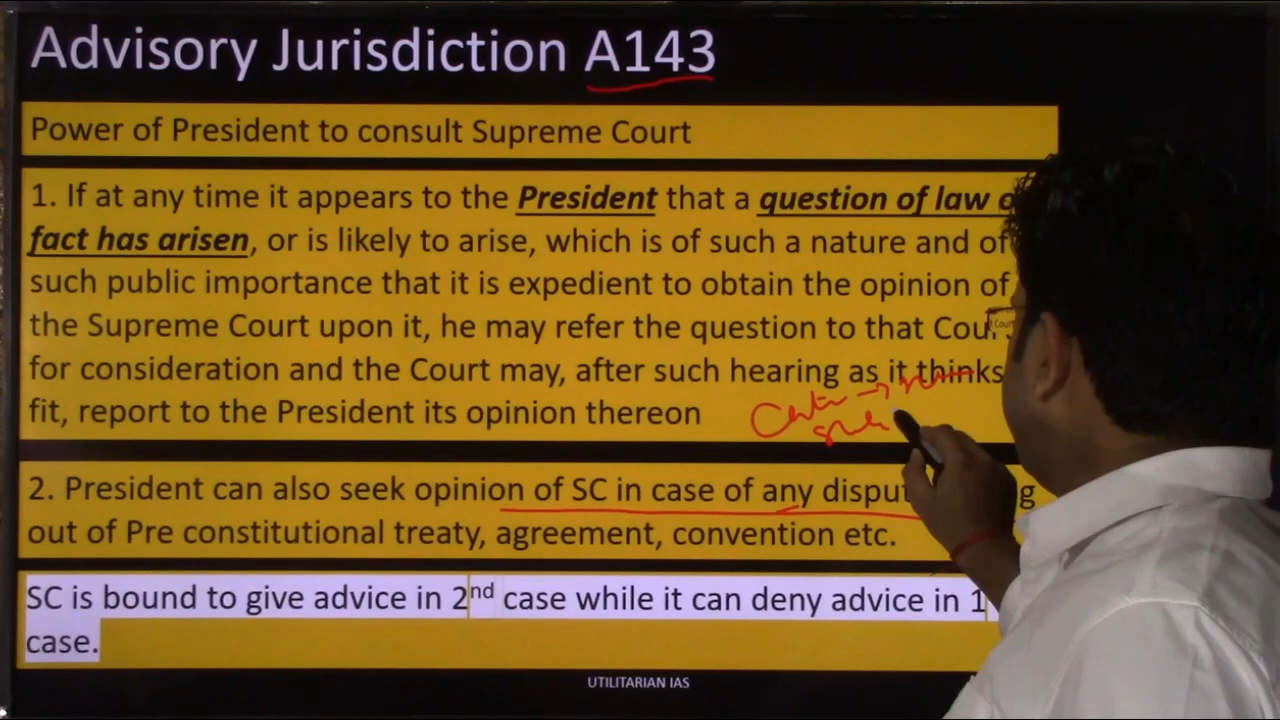 Advisory Jurisdiction A143
Power of President to consult Supreme Court
1. If at any time it appears to the President that a question of law
fact has arisen, or is likely to arise, which is of such a nature and of
such public importance that it is expedient to obtain the opinion of
the Supreme Court upon it, he may refer the question to that Cou
for consideration and the Court may, after such hearing as it thinks
fit, report to the President its opinion thereon
2. President can also seek opinion of SC in case of any disput
out of Pre constitutional treaty, agreement, convention etc.
SC is bound to give advice in 2nd case while it can deny advice in 1
case.
UTILITARIAN IAS